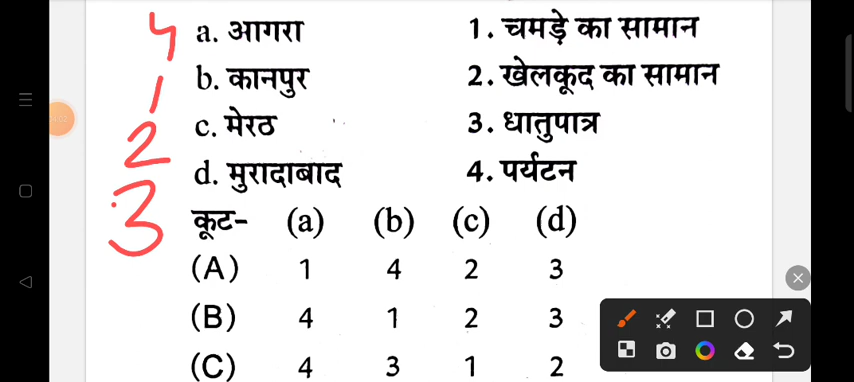 4 a. आगरा 1. चमड़े का सामान
1 b. कानपुर 2. खेलकूद का सामान
2 c. मेरठ 3. धातुपात्र
3 d. मुरादाबाद 4. पर्यटन
कूट- (a) (b) (c) (d)
(A) 1 4 2 3
(B) 4 1 2 3
(C) 4 3 1 2